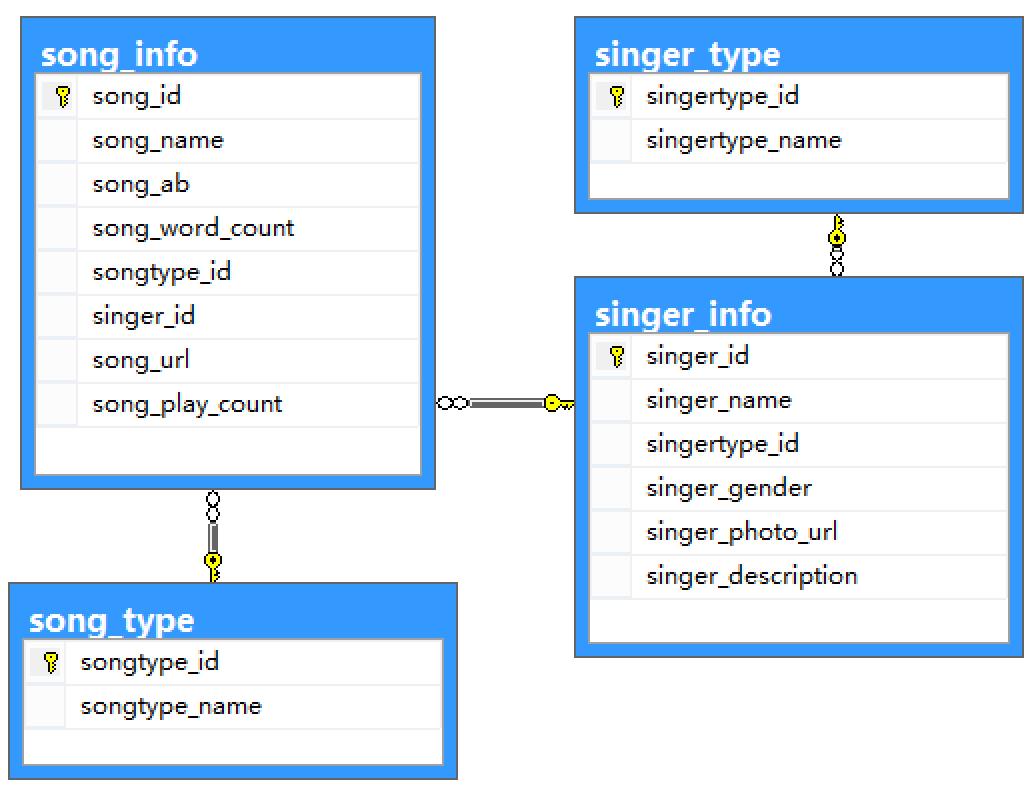 song_info
song_id
song_name
song_ab
song_word_count
songtype_id
singer_id
song_url
song_play_count
singer_type
singertype_id
singertype_name
singer_info
singer_id
singer_name
singertype_id
singer_gender
singer_photo_url
singer_description
song_type
songtype_id
songtype_name